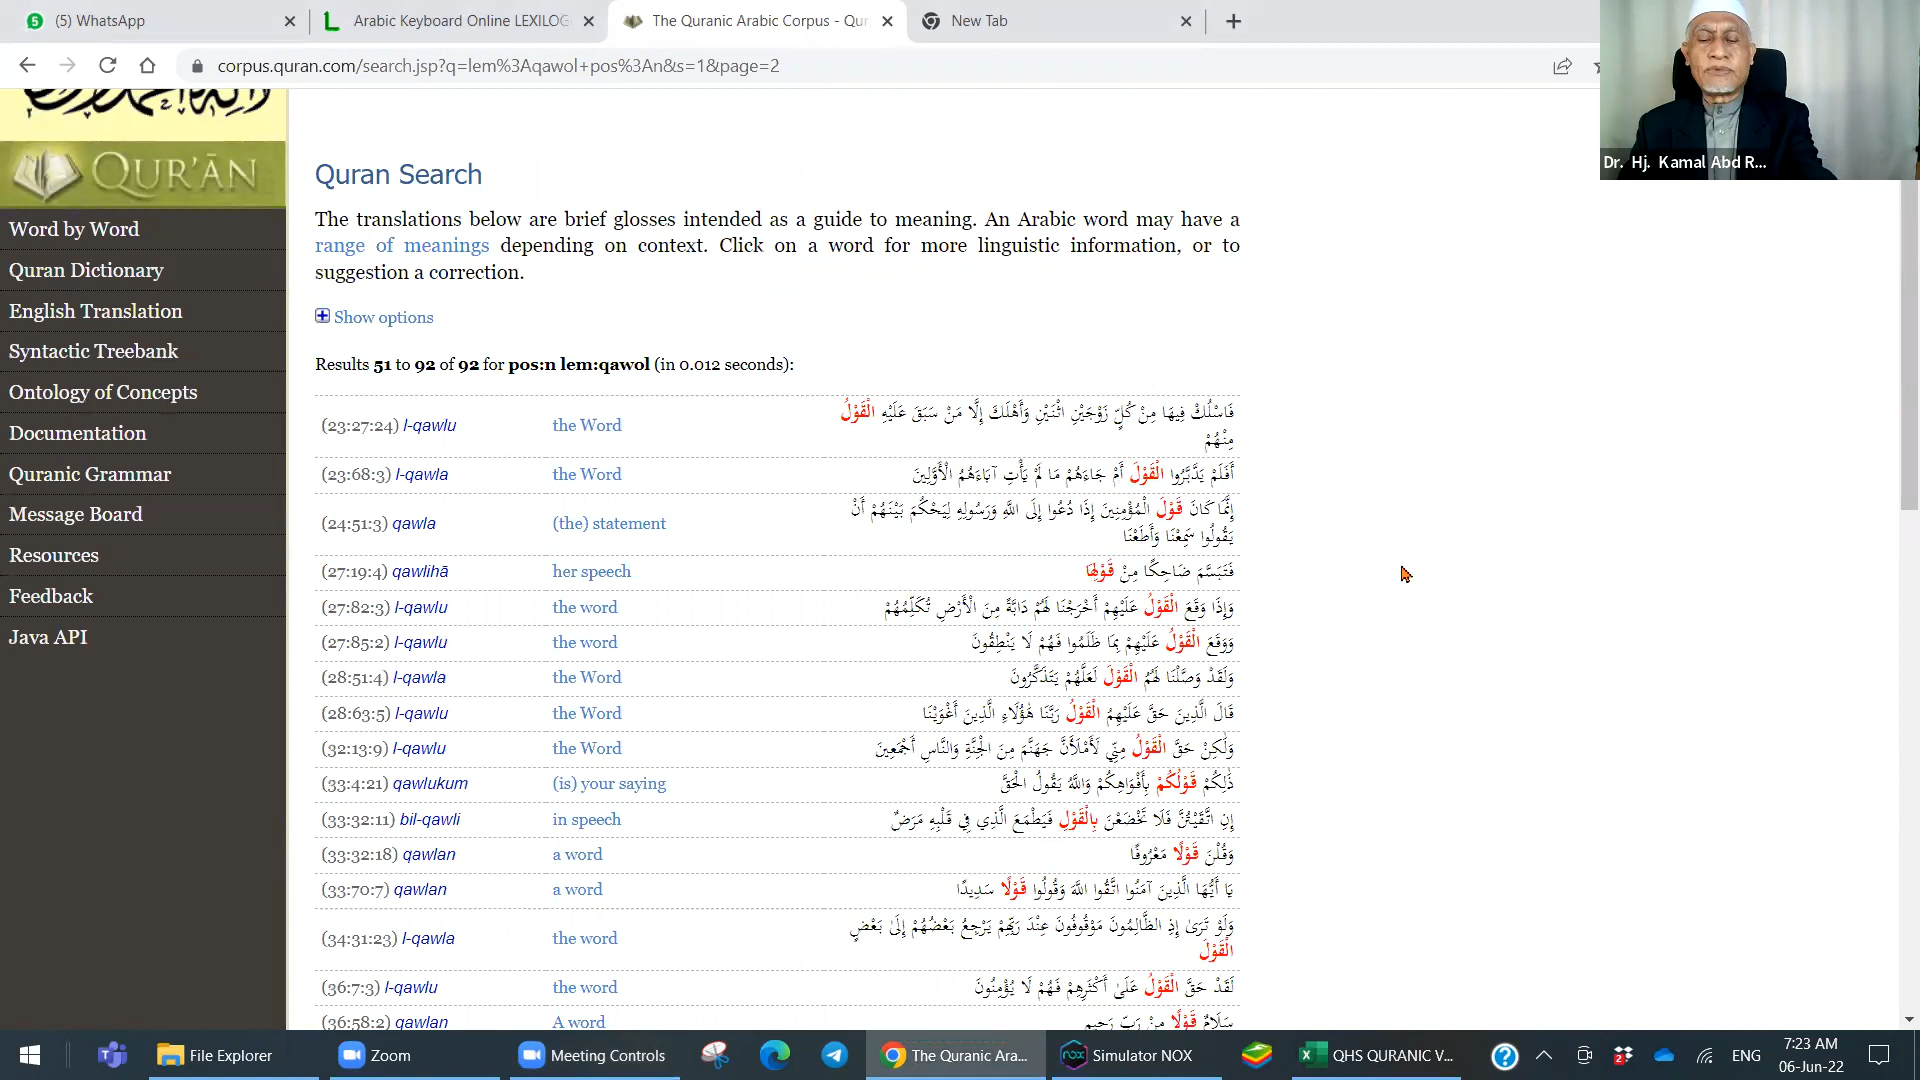 (5) WhatsApp
Arabic Keyboard Online LEXILOG
The Quranic Arabic Corpus - Qur
New Tab
corpus.quran.com/search.jsp?q=lem%3Aqawol+pos%3An&s=1&page=2
Dr. Hj. Kamal Abd R...
QUR'ĀN
Word by Word
Quran Dictionary
English Translation
Syntactic Treebank
Ontology of Concepts
Documentation
Quranic Grammar
Message Board
Resources
Feedback
Java API
Quran Search
The translations below are brief glosses intended as a guide to meaning. An Arabic word may have a
range of meanings depending on context. Click on a word for more linguistic information, or to
suggestion a correction.
Show options
Results 51 to 92 of 92 for pos:n lem:qawol (in 0.012 seconds):
(23:27:24) l-qawlu the Word فَاسْلُكْ فِيهَا مِنْ كُلٍّ زَوْجَيْنِ اثْنَيْنِ وَأَهْلَكَ إِلَّا مَنْ سَبَقَ عَلَيْهِ الْقَوْلُ
مِنْهُمْ
(23:68:3) l-qawla the Word أَفَلَمْ يَدَّبَّرُوا الْقَوْلَ أَمْ جَاءَهُمْ مَا لَمْ يَأْتِ آبَاءَهُمُ الْأَوَّلِينَ
(24:51:3) qawla (the) statement إِنَّمَا كَانَ قَوْلَ الْمُؤْمِنِينَ إِذَا دُعُوا إِلَى اللَّهِ وَرَسُولِهِ لِيَحْكُمَ بَيْنَهُمْ أَنْ
يَقُولُوا سَمِعْنَا وَأَطَعْنَا
(27:19:4) qawlihā her speech فَتَبَسَّمَ ضَاحِكًا مِنْ قَوْلِهَا
(27:82:3) l-qawlu the word وَإِذَا وَقَعَ الْقَوْلُ عَلَيْهِمْ أَخْرَجْنَا لَهُمْ دَابَّةً مِنَ الْأَرْضِ تُكَلِّمُهُمْ
(27:85:2) l-qawlu the word وَوَقَعَ الْقَوْلُ عَلَيْهِمْ بِمَا ظَلَمُوا فَهُمْ لَا يَنْطِقُونَ
(28:51:4) l-qawla the Word وَلَقَدْ وَصَّلْنَا لَهُمُ الْقَوْلَ لَعَلَّهُمْ يَتَذَكَّرُونَ
(28:63:5) l-qawlu the Word قَالَ الَّذِينَ حَقَّ عَلَيْهِمُ الْقَوْلُ رَبَّنَا هَٰؤُلَاءِ الَّذِينَ أَغْوَيْنَا
(32:13:9) l-qawlu the Word وَلَٰكِنْ حَقَّ الْقَوْلُ مِنِّي لَأَمْلَأَنَّ جَهَنَّمَ مِنَ الْجِنَّةِ وَالنَّاسِ أَجْمَعِينَ
(33:4:21) qawlukum (is) your saying ذَٰلِكُمْ قَوْلُكُمْ بِأَفْوَاهِكُمْ وَاللَّهُ يَقُولُ الْحَقَّ
(33:32:11) bil-qawli in speech إِنِ اتَّقَيْتُنَّ فَلَا تَخْضَعْنَ بِالْقَوْلِ فَيَطْمَعَ الَّذِي فِي قَلْبِهِ مَرَضٌ
(33:32:18) qawlan a word وَقُلْنَ قَوْلًا مَعْرُوفًا
(33:70:7) qawlan a word يَا أَيُّهَا الَّذِينَ آمَنُوا اتَّقُوا اللَّهَ وَقُولُوا قَوْلًا سَدِيدًا
(34:31:23) l-qawla the word وَلَوْ تَرَىٰ إِذِ الظَّالِمُونَ مَوْقُوفُونَ عِنْدَ رَبِّهِمْ يَرْجِعُ بَعْضُهُمْ إِلَىٰ بَعْضٍ
الْقَوْلَ
(36:7:3) l-qawlu the word لَقَدْ حَقَّ الْقَوْلُ عَلَىٰ أَكْثَرِهِمْ فَهُمْ لَا يُؤْمِنُونَ
(36:58:2) qawlan A word سَلَامٌ قَوْلًا مِنْ رَبٍّ رَحِيمٍ
File Explorer
Zoom
Meeting Controls
The Quranic Ara...
Simulator NOX
QHS QURANIC V...
ENG
7:23 AM
06-Jun-22